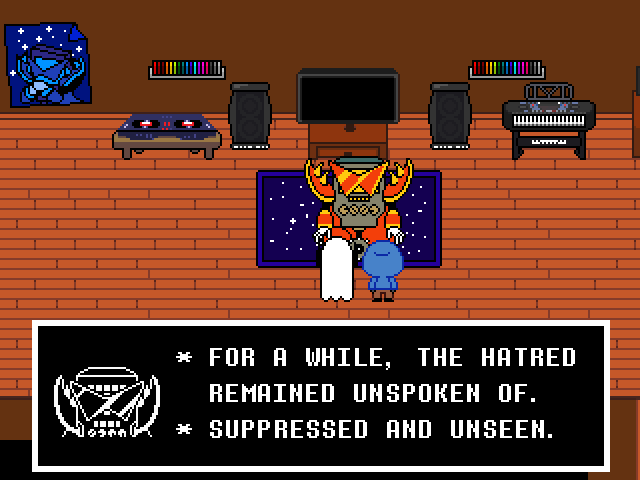 * FOR A WHILE, THE HATRED
REMAINED UNSPOKEN OF.
* SUPPRESSED AND UNSEEN.